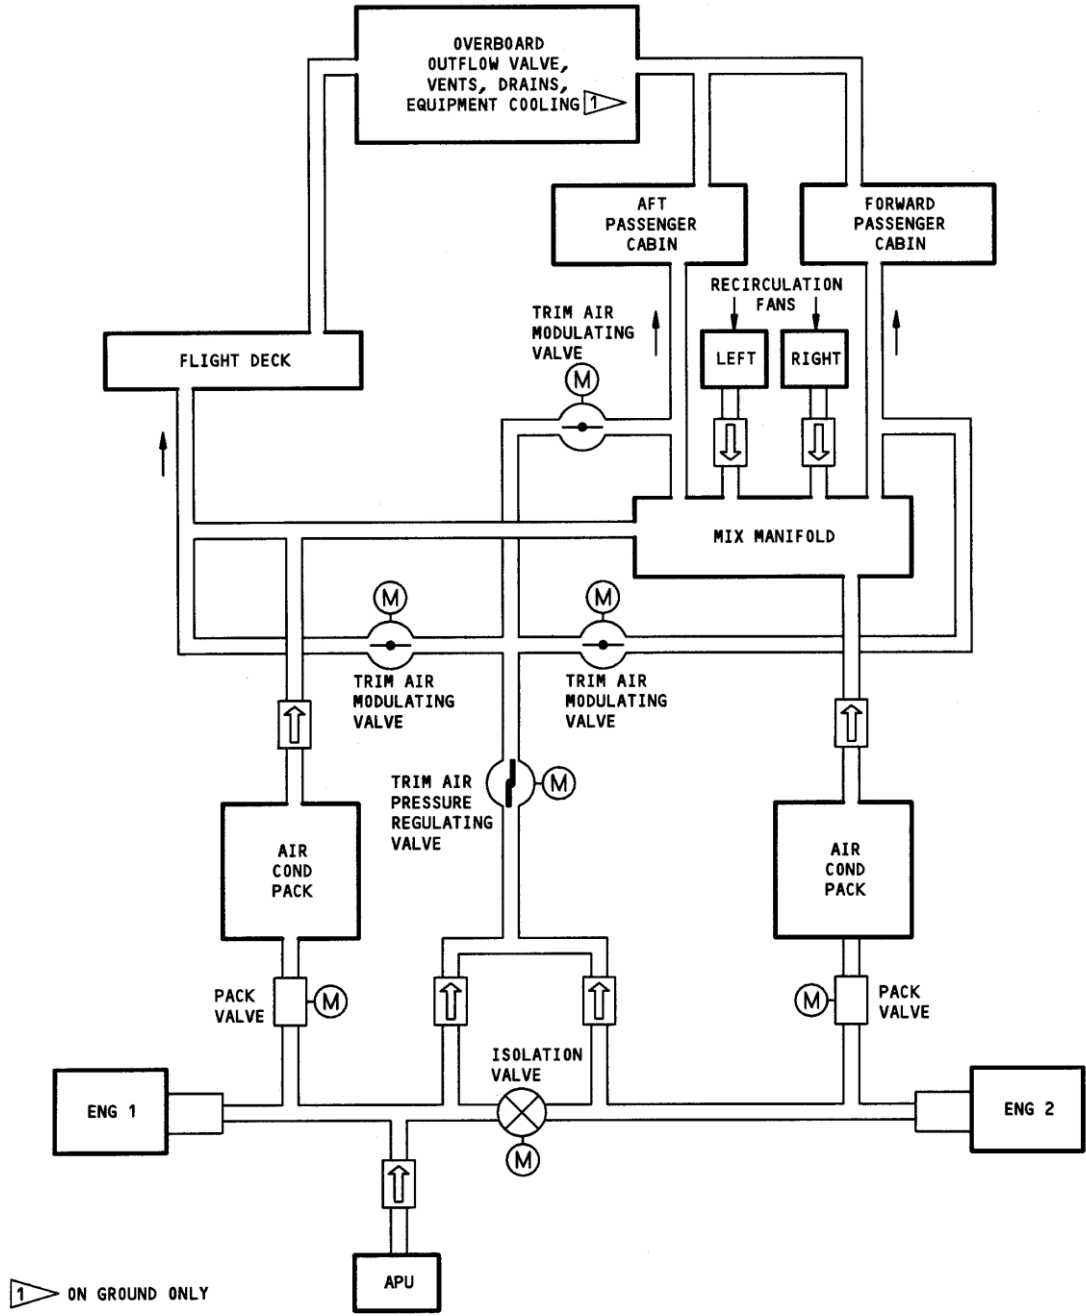 OVERBOARD
OUTFLOW VALVE,
VENTS, DRAINS,
EQUIPMENT COOLING 1
AFT
PASSENGER
CABIN
FORWARD
PASSENGER
CABIN
RECIRCULATION
FANS
TRIM AIR
MODULATING
VALVE
M
FLIGHT DECK
LEFT
RIGHT
MIX MANIFOLD
M
M
TRIM AIR
MODULATING
VALVE
TRIM AIR
MODULATING
VALVE
TRIM AIR
PRESSURE
REGULATING
VALVE
M
AIR
COND
PACK
AIR
COND
PACK
PACK
VALVE
M
M
PACK
VALVE
ISOLATION
VALVE
ENG 1
ENG 2
M
APU
1 ON GROUND ONLY